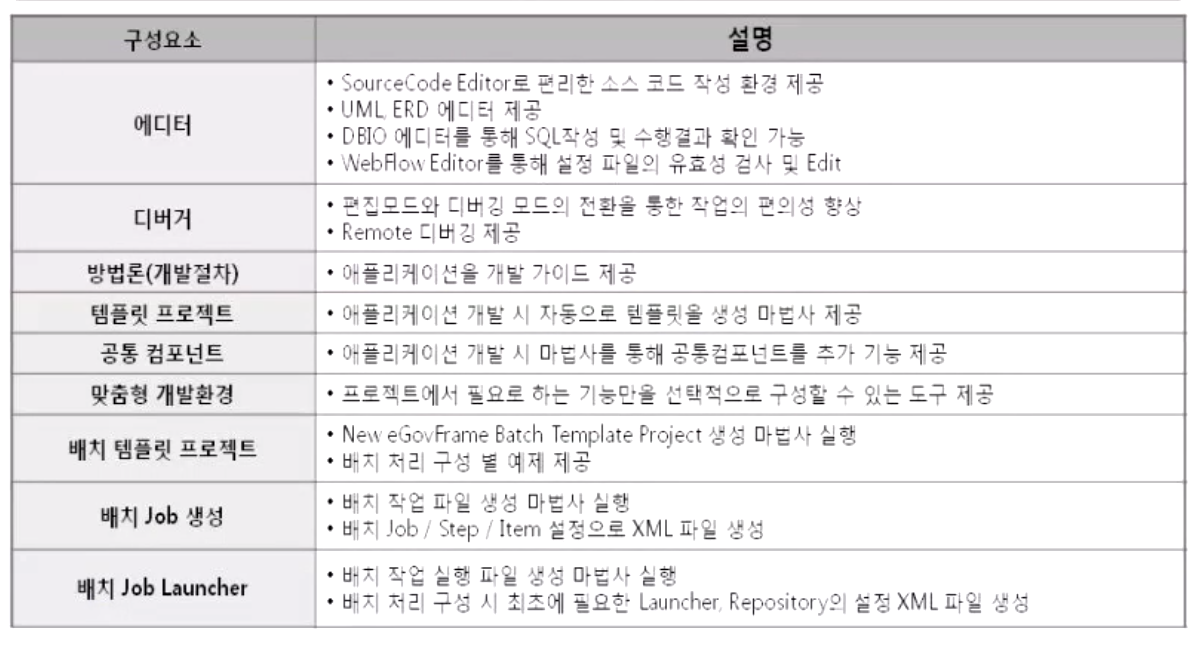 구성요소 설명
에디터
• SourceCode Editor로 편리한 소스 코드 작성 환경 제공
• UML, ERD 에디터 제공
• DBIO 에디터를 통해 SQL작성 및 수행결과 확인 가능
• WebFlow Editor를 통해 설정 파일의 유효성 검사 및 Edit
디버거
• 편집모드와 디버깅 모드의 전환을 통한 작업의 편의성 향상
• Remote 디버깅 제공
방법론(개발절차)
• 애플리케이션을 개발 가이드 제공
템플릿 프로젝트
• 애플리케이션 개발 시 자동으로 템플릿을 생성 마법사 제공
공통 컴포넌트
• 애플리케이션 개발 시 마법사를 통해 공통컴포넌트를 추가 기능 제공
맞춤형 개발환경
• 프로젝트에서 필요로 하는 기능만을 선택적으로 구성할 수 있는 도구 제공
배치 템플릿 프로젝트
• New eGovFrame Batch Template Project 생성 마법사 실행
• 배치 처리 구성 별 예제 제공
배치 Job 생성
• 배치 작업 파일 생성 마법사 실행
• 배치 Job / Step / Item 설정으로 XML 파일 생성
배치 Job Launcher
• 배치 작업 실행 파일 생성 마법사 실행
• 배치 처리 구성 시 최초에 필요한 Launcher, Repository의 설정 XML 파일 생성